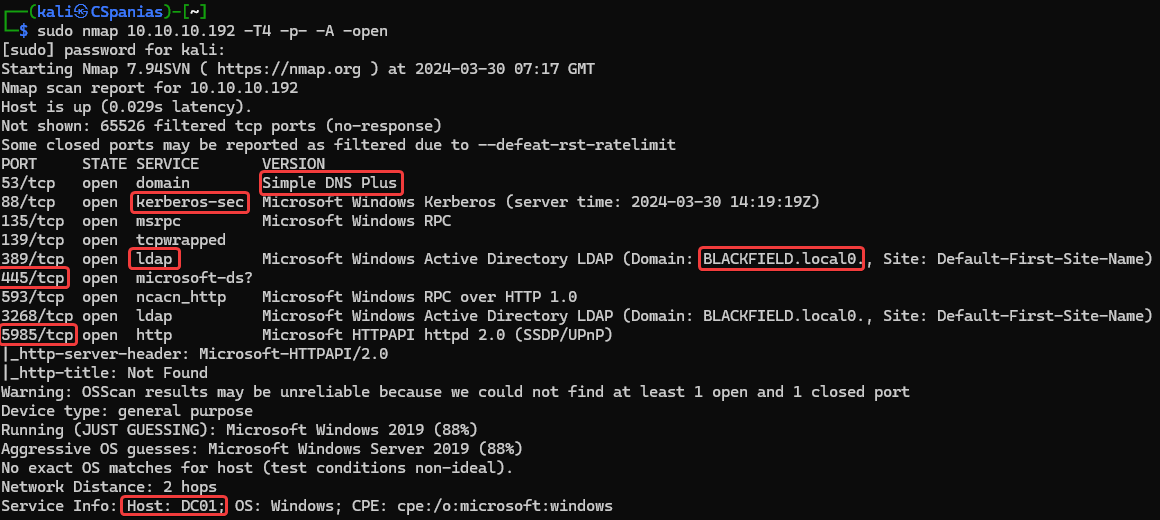 ┌──(kali㉿CSpanias)-[~]
└─$ sudo nmap 10.10.10.192 -T4 -p- -A -open
[sudo] password for kali:
Starting Nmap 7.94SVN ( https://nmap.org ) at 2024-03-30 07:17 GMT
Nmap scan report for 10.10.10.192
Host is up (0.029s latency).
Not shown: 65526 filtered tcp ports (no-response)
Some closed ports may be reported as filtered due to --defeat-rst-ratelimit
PORT     STATE SERVICE       VERSION
53/tcp   open  domain        Simple DNS Plus
88/tcp   open  kerberos-sec  Microsoft Windows Kerberos (server time: 2024-03-30 14:19:19Z)
135/tcp  open  msrpc         Microsoft Windows RPC
139/tcp  open  tcpwrapped
389/tcp  open  ldap          Microsoft Windows Active Directory LDAP (Domain: BLACKFIELD.local0., Site: Default-First-Site-Name)
445/tcp  open  microsoft-ds?
593/tcp  open  ncacn_http    Microsoft Windows RPC over HTTP 1.0
3268/tcp open  ldap          Microsoft Windows Active Directory LDAP (Domain: BLACKFIELD.local0., Site: Default-First-Site-Name)
5985/tcp open  http          Microsoft HTTPAPI httpd 2.0 (SSDP/UPnP)
|_http-server-header: Microsoft-HTTPAPI/2.0
|_http-title: Not Found
Warning: OSScan results may be unreliable because we could not find at least 1 open and 1 closed port
Device type: general purpose
Running (JUST GUESSING): Microsoft Windows 2019 (88%)
Aggressive OS guesses: Microsoft Windows Server 2019 (88%)
No exact OS matches for host (test conditions non-ideal).
Network Distance: 2 hops
Service Info: Host: DC01; OS: Windows; CPE: cpe:/o:microsoft:windows